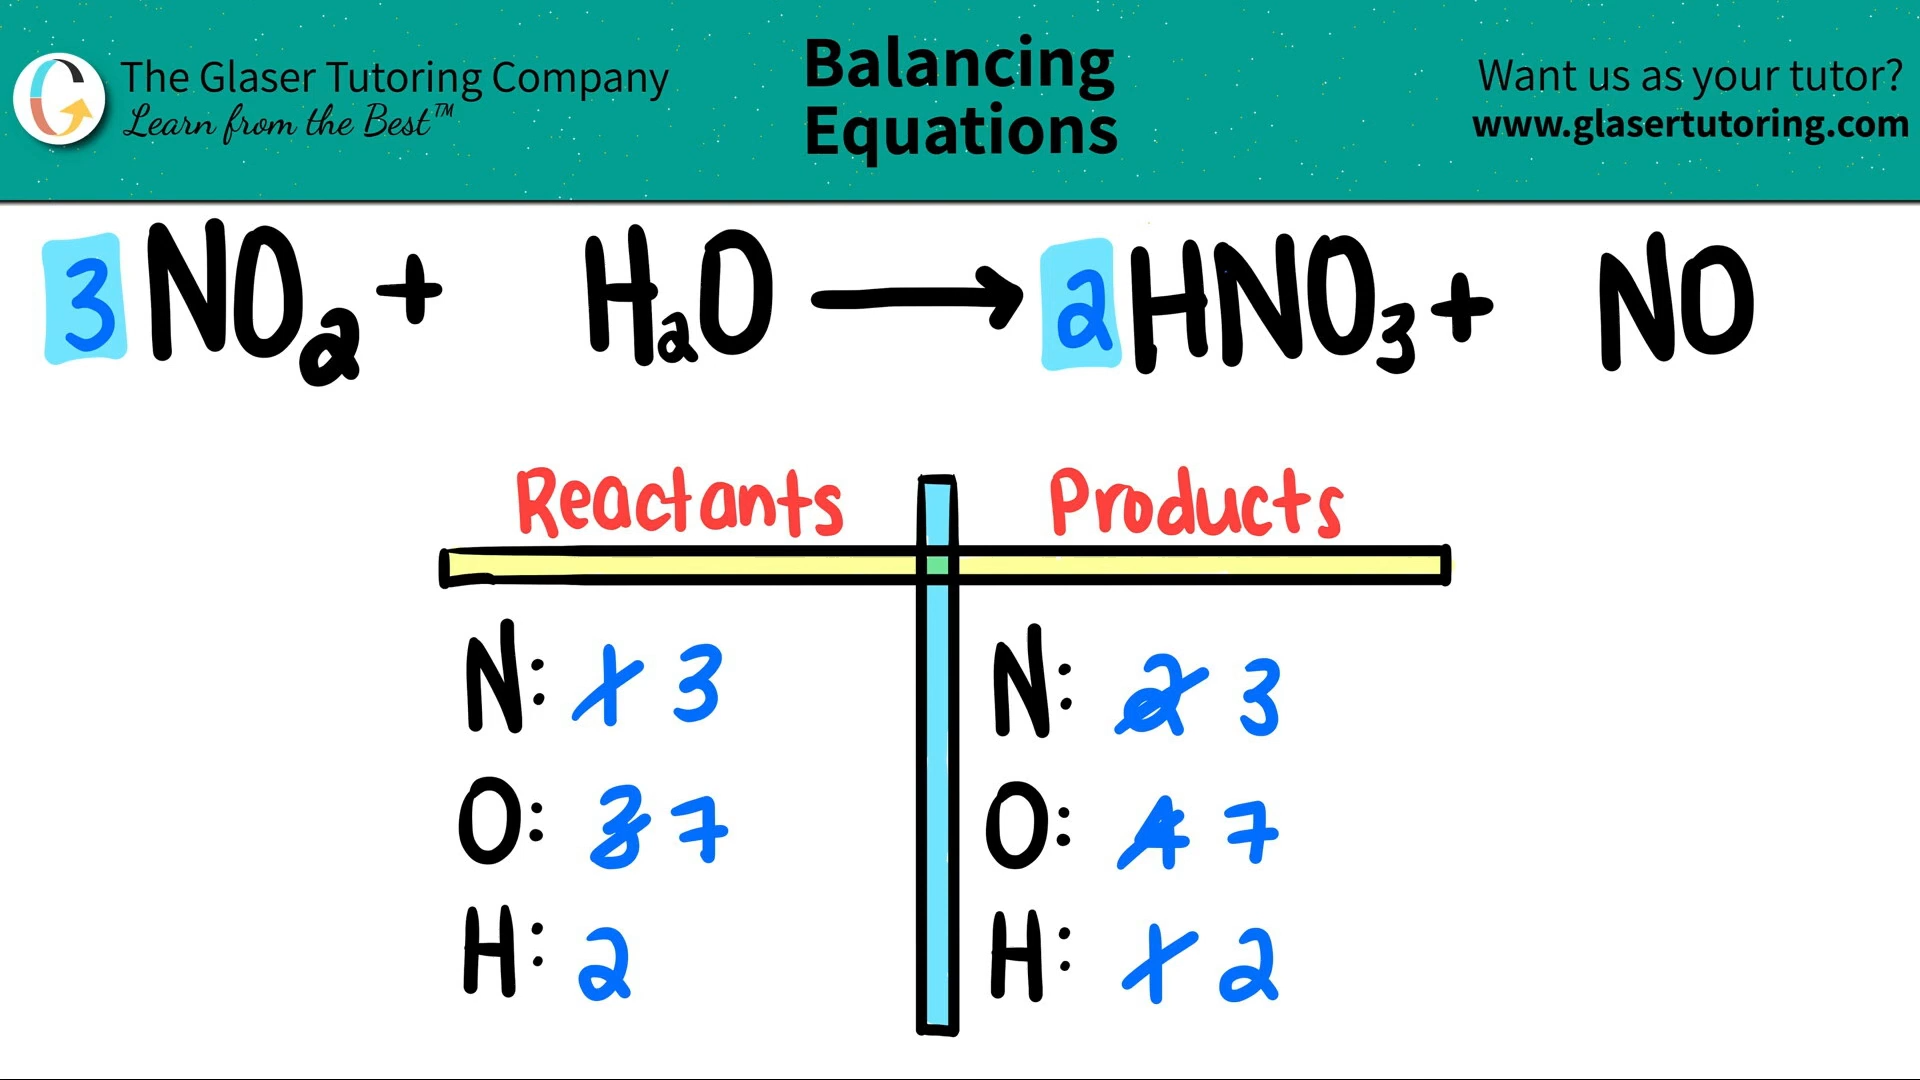 The Glaser Tutoring Company
Learn from the Best™
Balancing
Equations
Want us as your tutor?
www.glasertutoring.com
3NO₂ + H₂O ⟶ 2HNO₃ + NO
Reactants Products
N: 1 3 N: 2 3
O: 3 7 O: 4 7
H: 2 H: 1 2